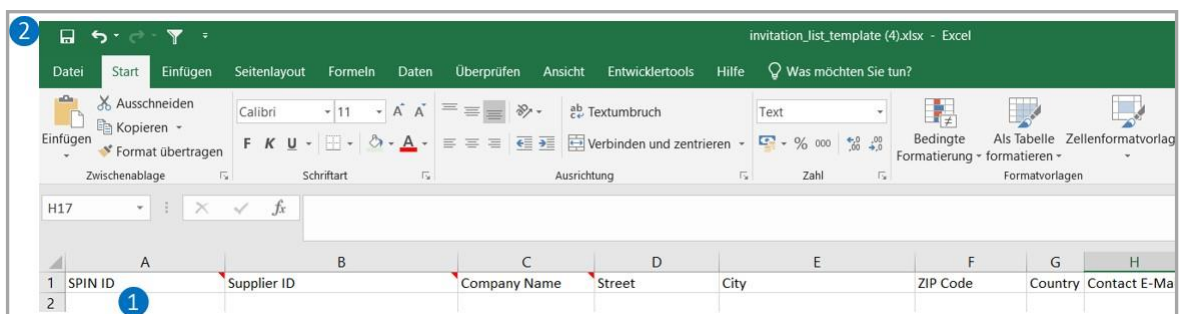 2
invitation_list_template (4).xlsx - Excel
Datei Start Einfügen Seitenlayout Formeln Daten Überprüfen Ansicht Entwicklertools Hilfe Was möchten Sie tun?
Einfügen
Ausschneiden
Kopieren
Format übertragen
Zwischenablage
Calibri 11 A A
F K U A
Schriftart
ab Textumbruch
Verbinden und zentrieren
Ausrichtung
Text
% 000 ,00
Zahl
Bedingte Formatierung
Als Tabelle formatieren
Zellenformatvorlag
Formatvorlagen
H17 fx
A B C D E F G H
1 SPIN ID Supplier ID Company Name Street City ZIP Code Country Contact E-Ma
2
1